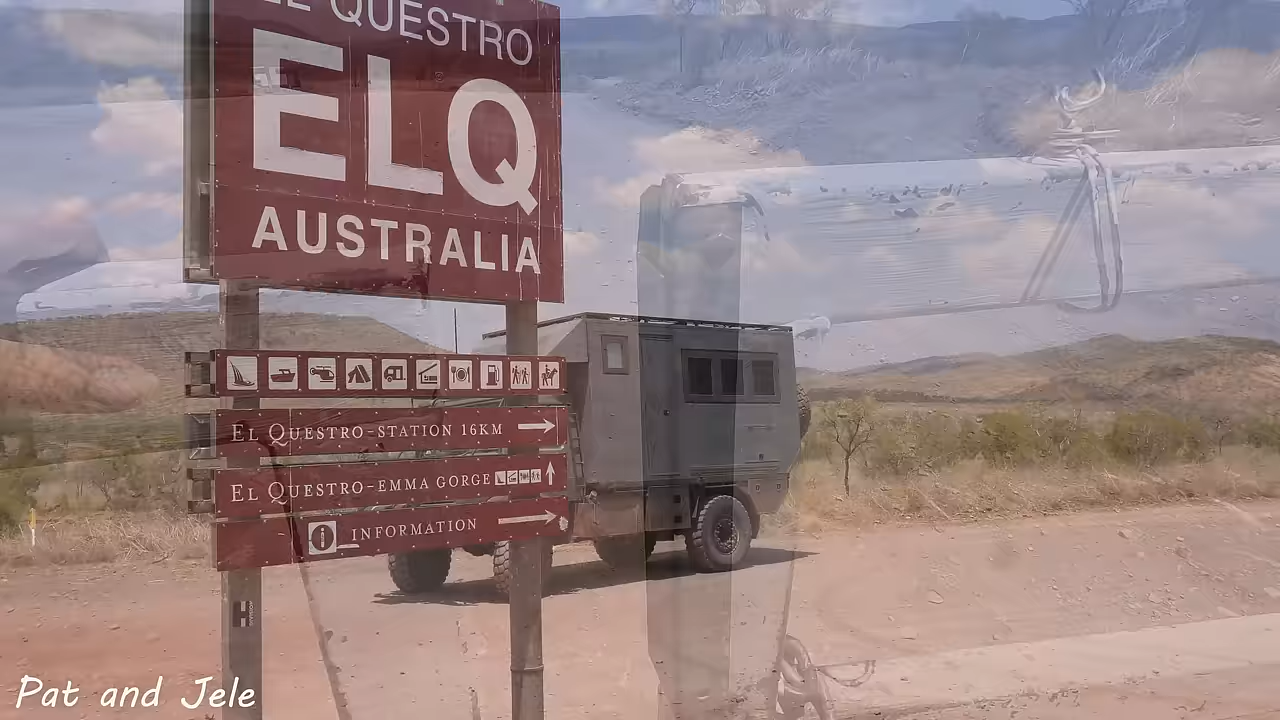 EL QUESTRO
ELQ
AUSTRALIA
EL QUESTRO-STATION 16KM
EL QUESTRO-EMMA GORGE
INFORMATION
Pat and Jele